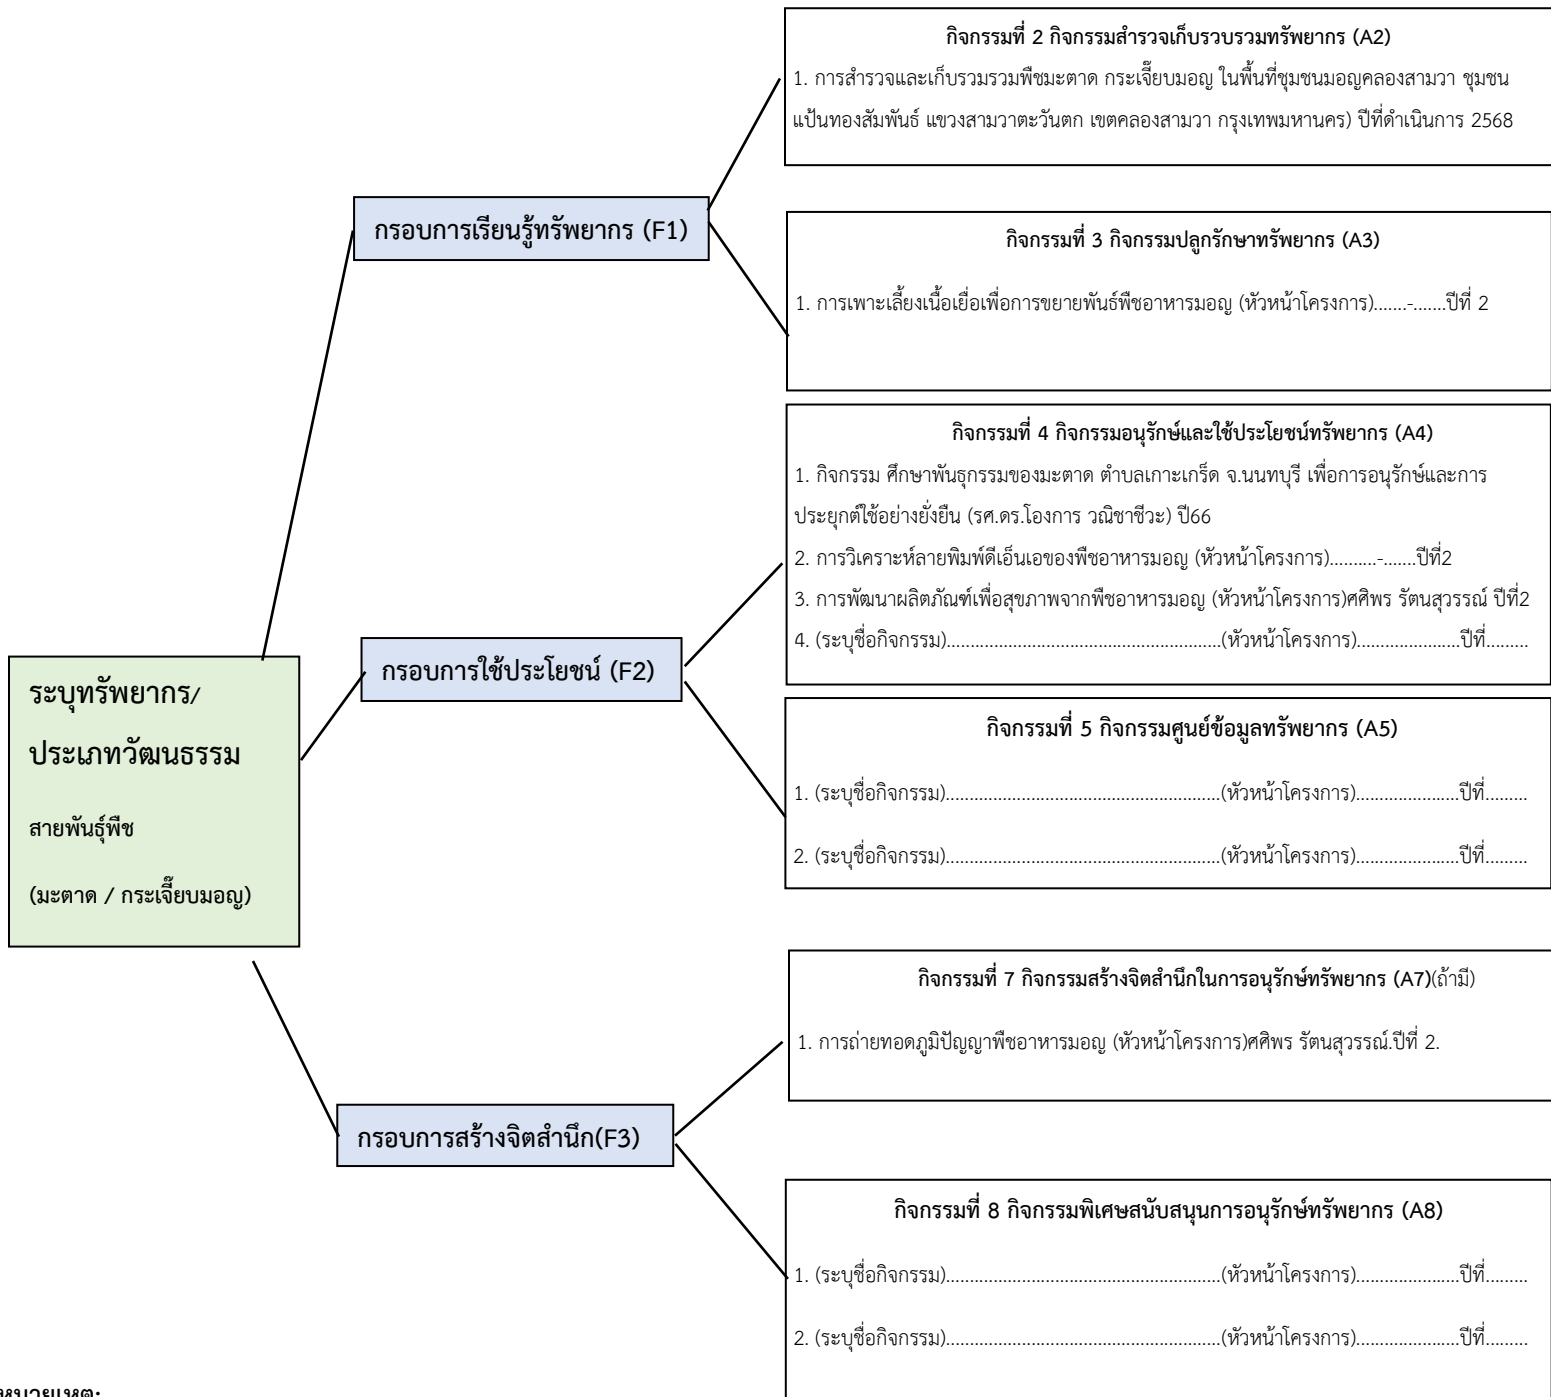 กิจกรรมที่ 2 กิจกรรมสำรวจเก็บรวบรวมทรัพยากร (A2)
1. การสำรวจและเก็บรวมรวมพืชมะตาด กระเจี๊ยบมอญ ในพื้นที่ชุมชนมอญคลองสามวา ชุมชน
แป้นทองสัมพันธ์ แขวงสามวาตะวันตก เขตคลองสามวา กรุงเทพมหานคร) ปีที่ดำเนินการ 2568
กรอบการเรียนรู้ทรัพยากร (F1)
กิจกรรมที่ 3 กิจกรรมปลูกรักษาทรัพยากร (A3)
1. การเพาะเลี้ยงเนื้อเยื่อเพื่อการขยายพันธ์พืชอาหารมอญ (หัวหน้าโครงการ).......-.......ปีที่ 2
กิจกรรมที่ 4 กิจกรรมอนุรักษ์และใช้ประโยชน์ทรัพยากร (A4)
1. กิจกรรม ศึกษาพันธุกรรมของมะตาด ตำบลเกาะเกร็ด จ.นนทบุรี เพื่อการอนุรักษ์และการ
ประยุกต์ใช้อย่างยั่งยืน (รศ.ดร.โองการ วณิชาชีวะ) ปี66
2. การวิเคราะห์ลายพิมพ์ดีเอ็นเอของพืชอาหารมอญ (หัวหน้าโครงการ)..........-.......ปีที่2
3. การพัฒนาผลิตภัณฑ์เพื่อสุขภาพจากพืชอาหารมอญ (หัวหน้าโครงการ)ศศิพร รัตนสุวรรณ์ ปีที่2
4. (ระบุชื่อกิจกรรม)..........................................................(หัวหน้าโครงการ)......................ปีที่.........
กรอบการใช้ประโยชน์ (F2)
ระบุทรัพยากร/
ประเภทวัฒนธรรม
สายพันธุ์พืช
(มะตาด / กระเจี๊ยบมอญ)
กิจกรรมที่ 5 กิจกรรมศูนย์ข้อมูลทรัพยากร (A5)
1. (ระบุชื่อกิจกรรม)..........................................................(หัวหน้าโครงการ)......................ปีที่.........
2. (ระบุชื่อกิจกรรม)..........................................................(หัวหน้าโครงการ)......................ปีที่.........
กิจกรรมที่ 7 กิจกรรมสร้างจิตสำนึกในการอนุรักษ์ทรัพยากร (A7)(ถ้ามี)
1. การถ่ายทอดภูมิปัญญาพืชอาหารมอญ (หัวหน้าโครงการ)ศศิพร รัตนสุวรรณ์.ปีที่ 2.
กรอบการสร้างจิตสำนึก(F3)
กิจกรรมที่ 8 กิจกรรมพิเศษสนับสนุนการอนุรักษ์ทรัพยากร (A8)
1. (ระบุชื่อกิจกรรม)..........................................................(หัวหน้าโครงการ)......................ปีที่.........
2. (ระบุชื่อกิจกรรม)..........................................................(หัวหน้าโครงการ)......................ปีที่.........
หมายเหตุ: